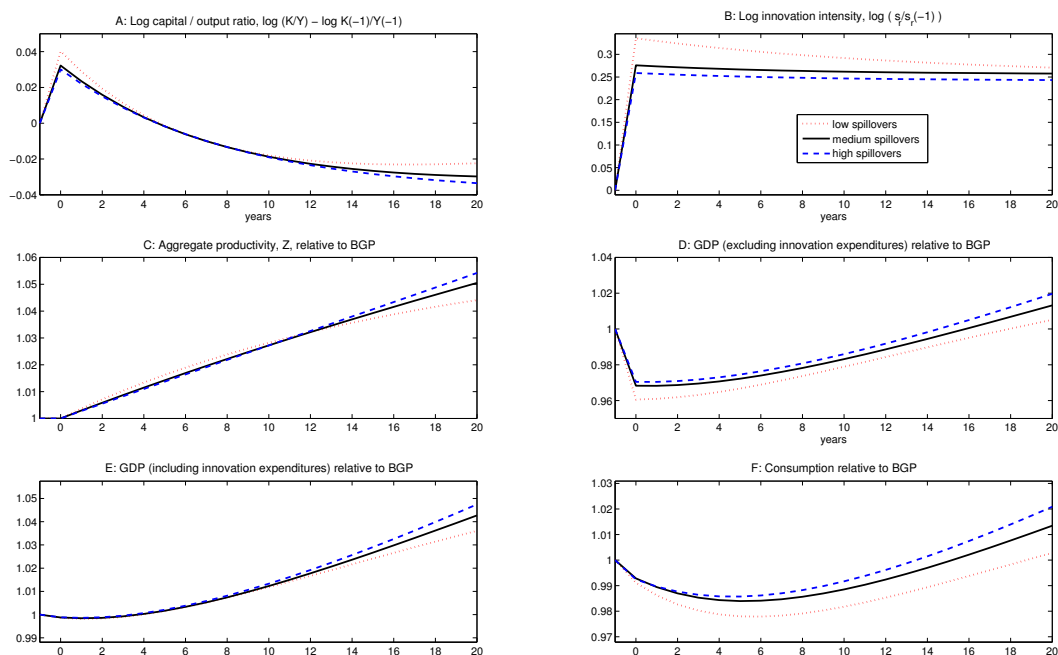 A: Log capital / output ratio, log (K/Y) − log K(-1)/Y(-1)
0.04
0.02
0
−0.02
−0.04
0 2 4 6 8 10 12 14 16 18 20
years
B: Log innovation intensity, log ( s_r/s_r(-1) )
0.3
0.25
0.2
0.15
0.1
0.05
0
low spillovers
medium spillovers
high spillovers
0 2 4 6 8 10 12 14 16 18 20
years
C: Aggregate productivity, Z, relative to BGP
1.06
1.05
1.04
1.03
1.02
1.01
1
0 2 4 6 8 10 12 14 16 18 20
D: GDP (excluding innovation expenditures) relative to BGP
1.04
1.02
1
0.98
0.96
0 2 4 6 8 10 12 14 16 18 20
years
E: GDP (including innovation expenditures) relative to BGP
1.05
1.04
1.03
1.02
1.01
1
0.99
0 2 4 6 8 10 12 14 16 18 20
F: Consumption relative to BGP
1.03
1.02
1.01
1
0.99
0.98
0.97
0 2 4 6 8 10 12 14 16 18 20